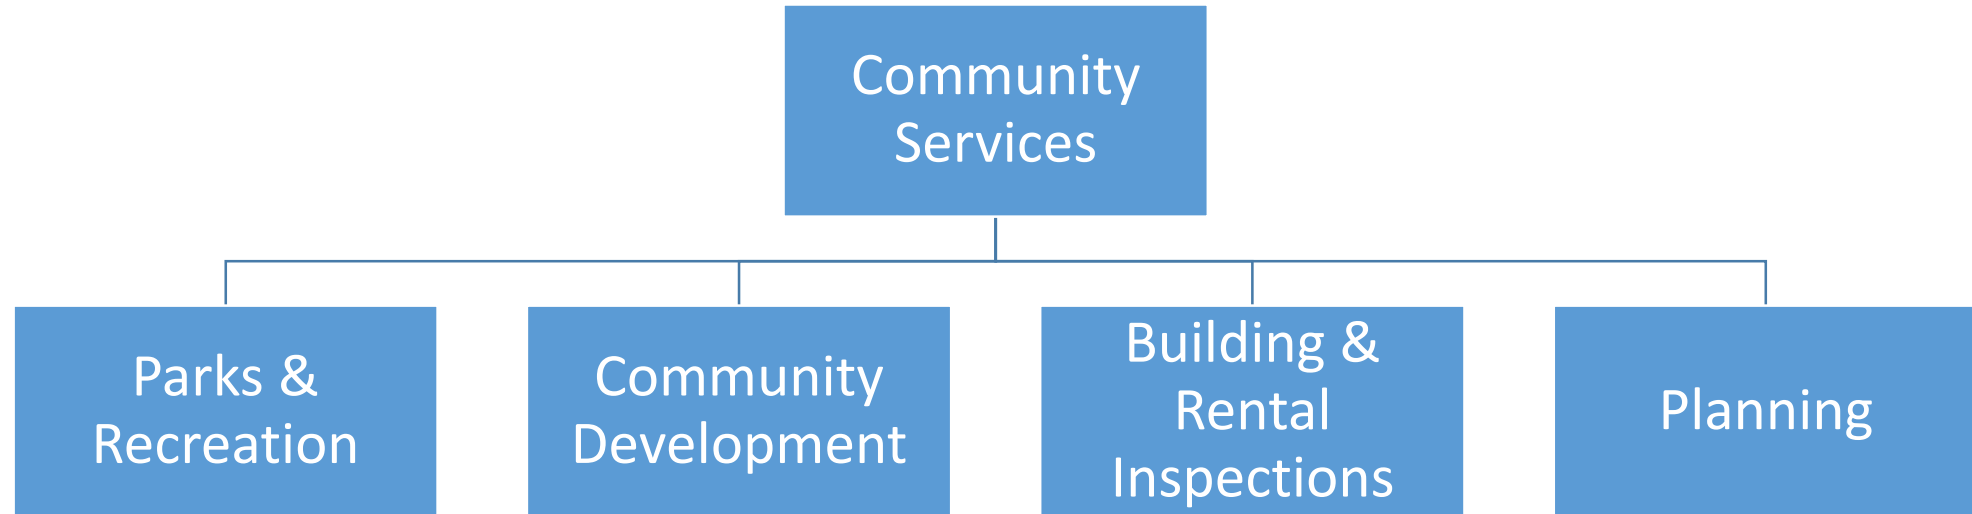 Community
Services
Parks &
Recreation
Community
Development
Building &
Rental
Inspections
Planning